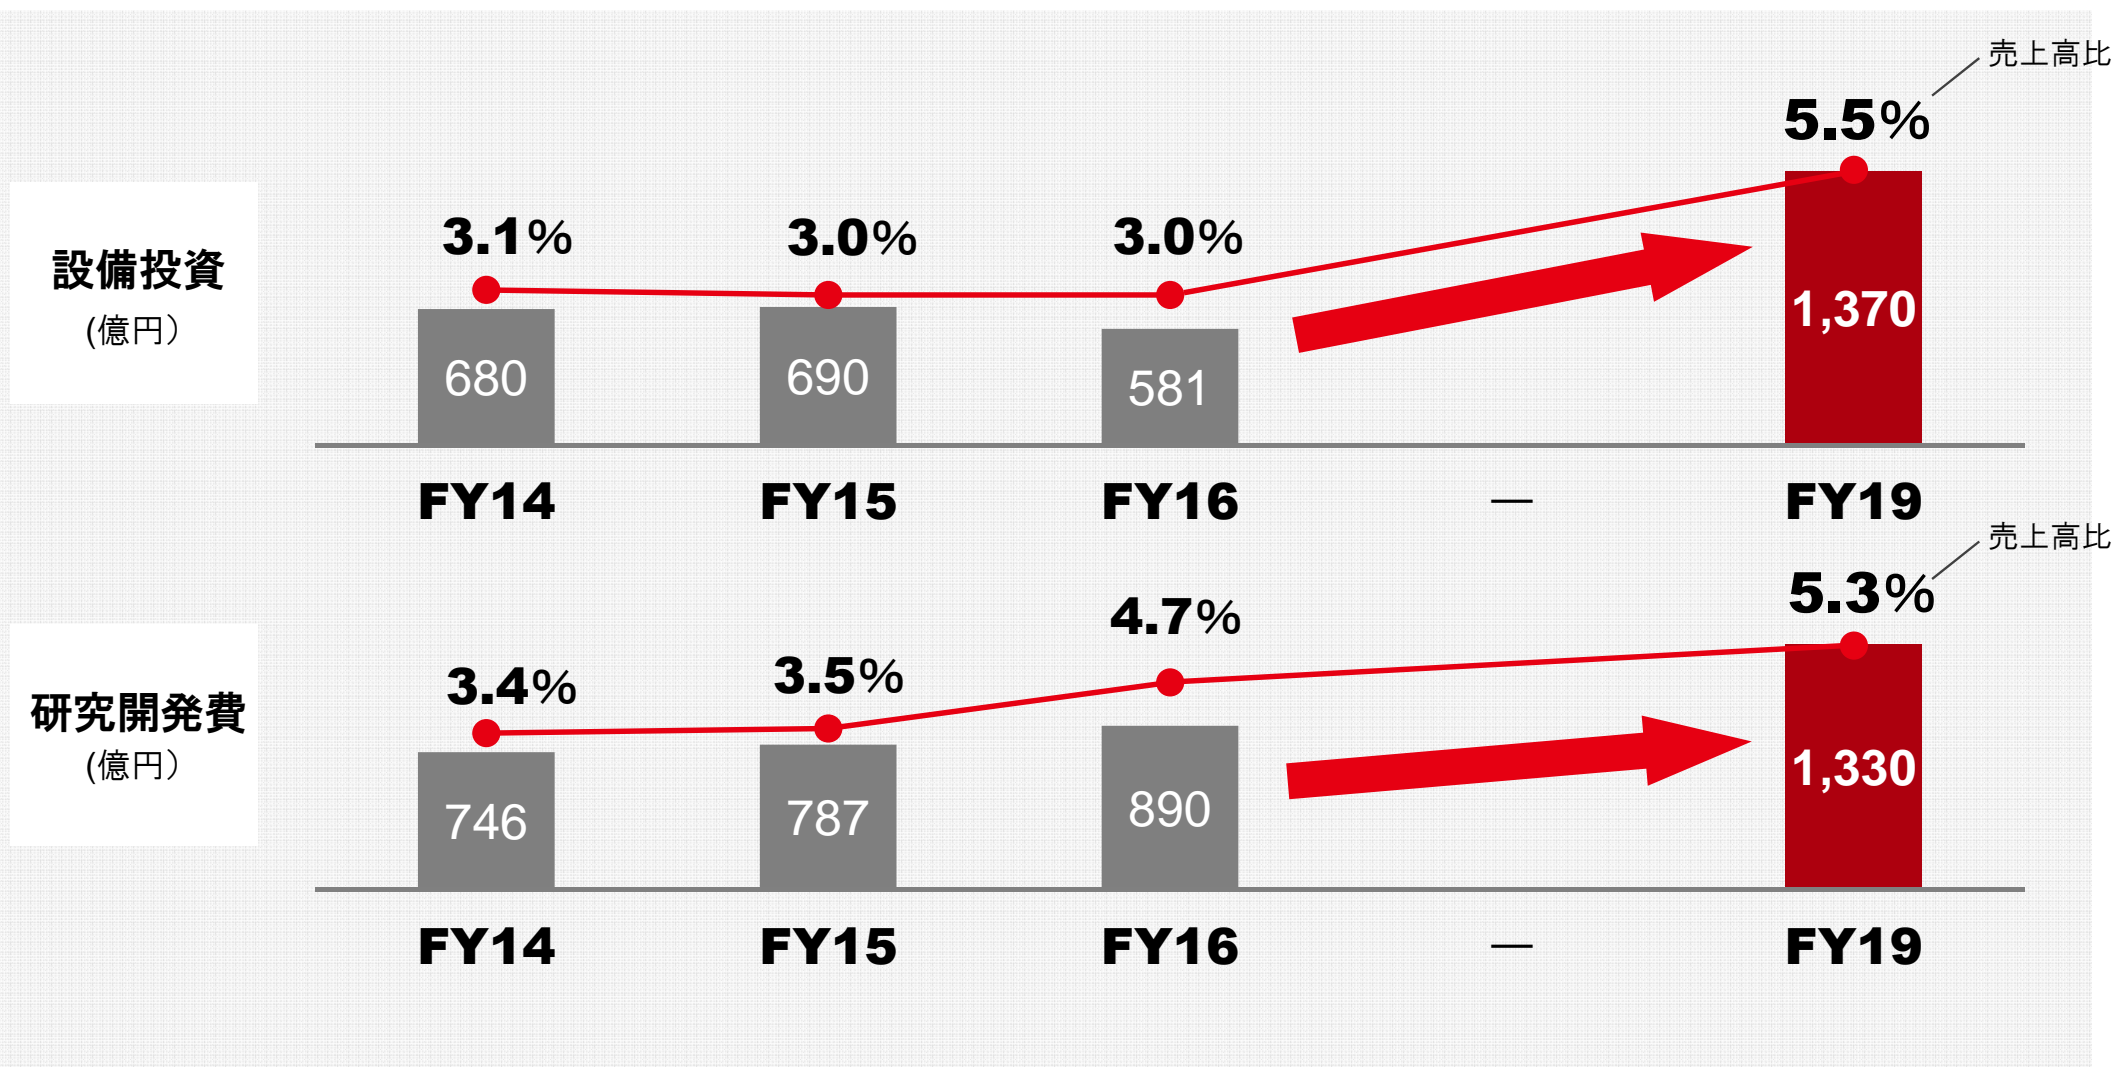 売上高比
5.5%
3.1%
3.0%
3.0%
設備投資
(億円）
680
690
581
1,370
FY14
FY15
FY16
—
FY19
売上高比
5.3%
4.7%
3.4%
3.5%
研究開発費
(億円）
746
787
890
1,330
FY14
FY15
FY16
—
FY19